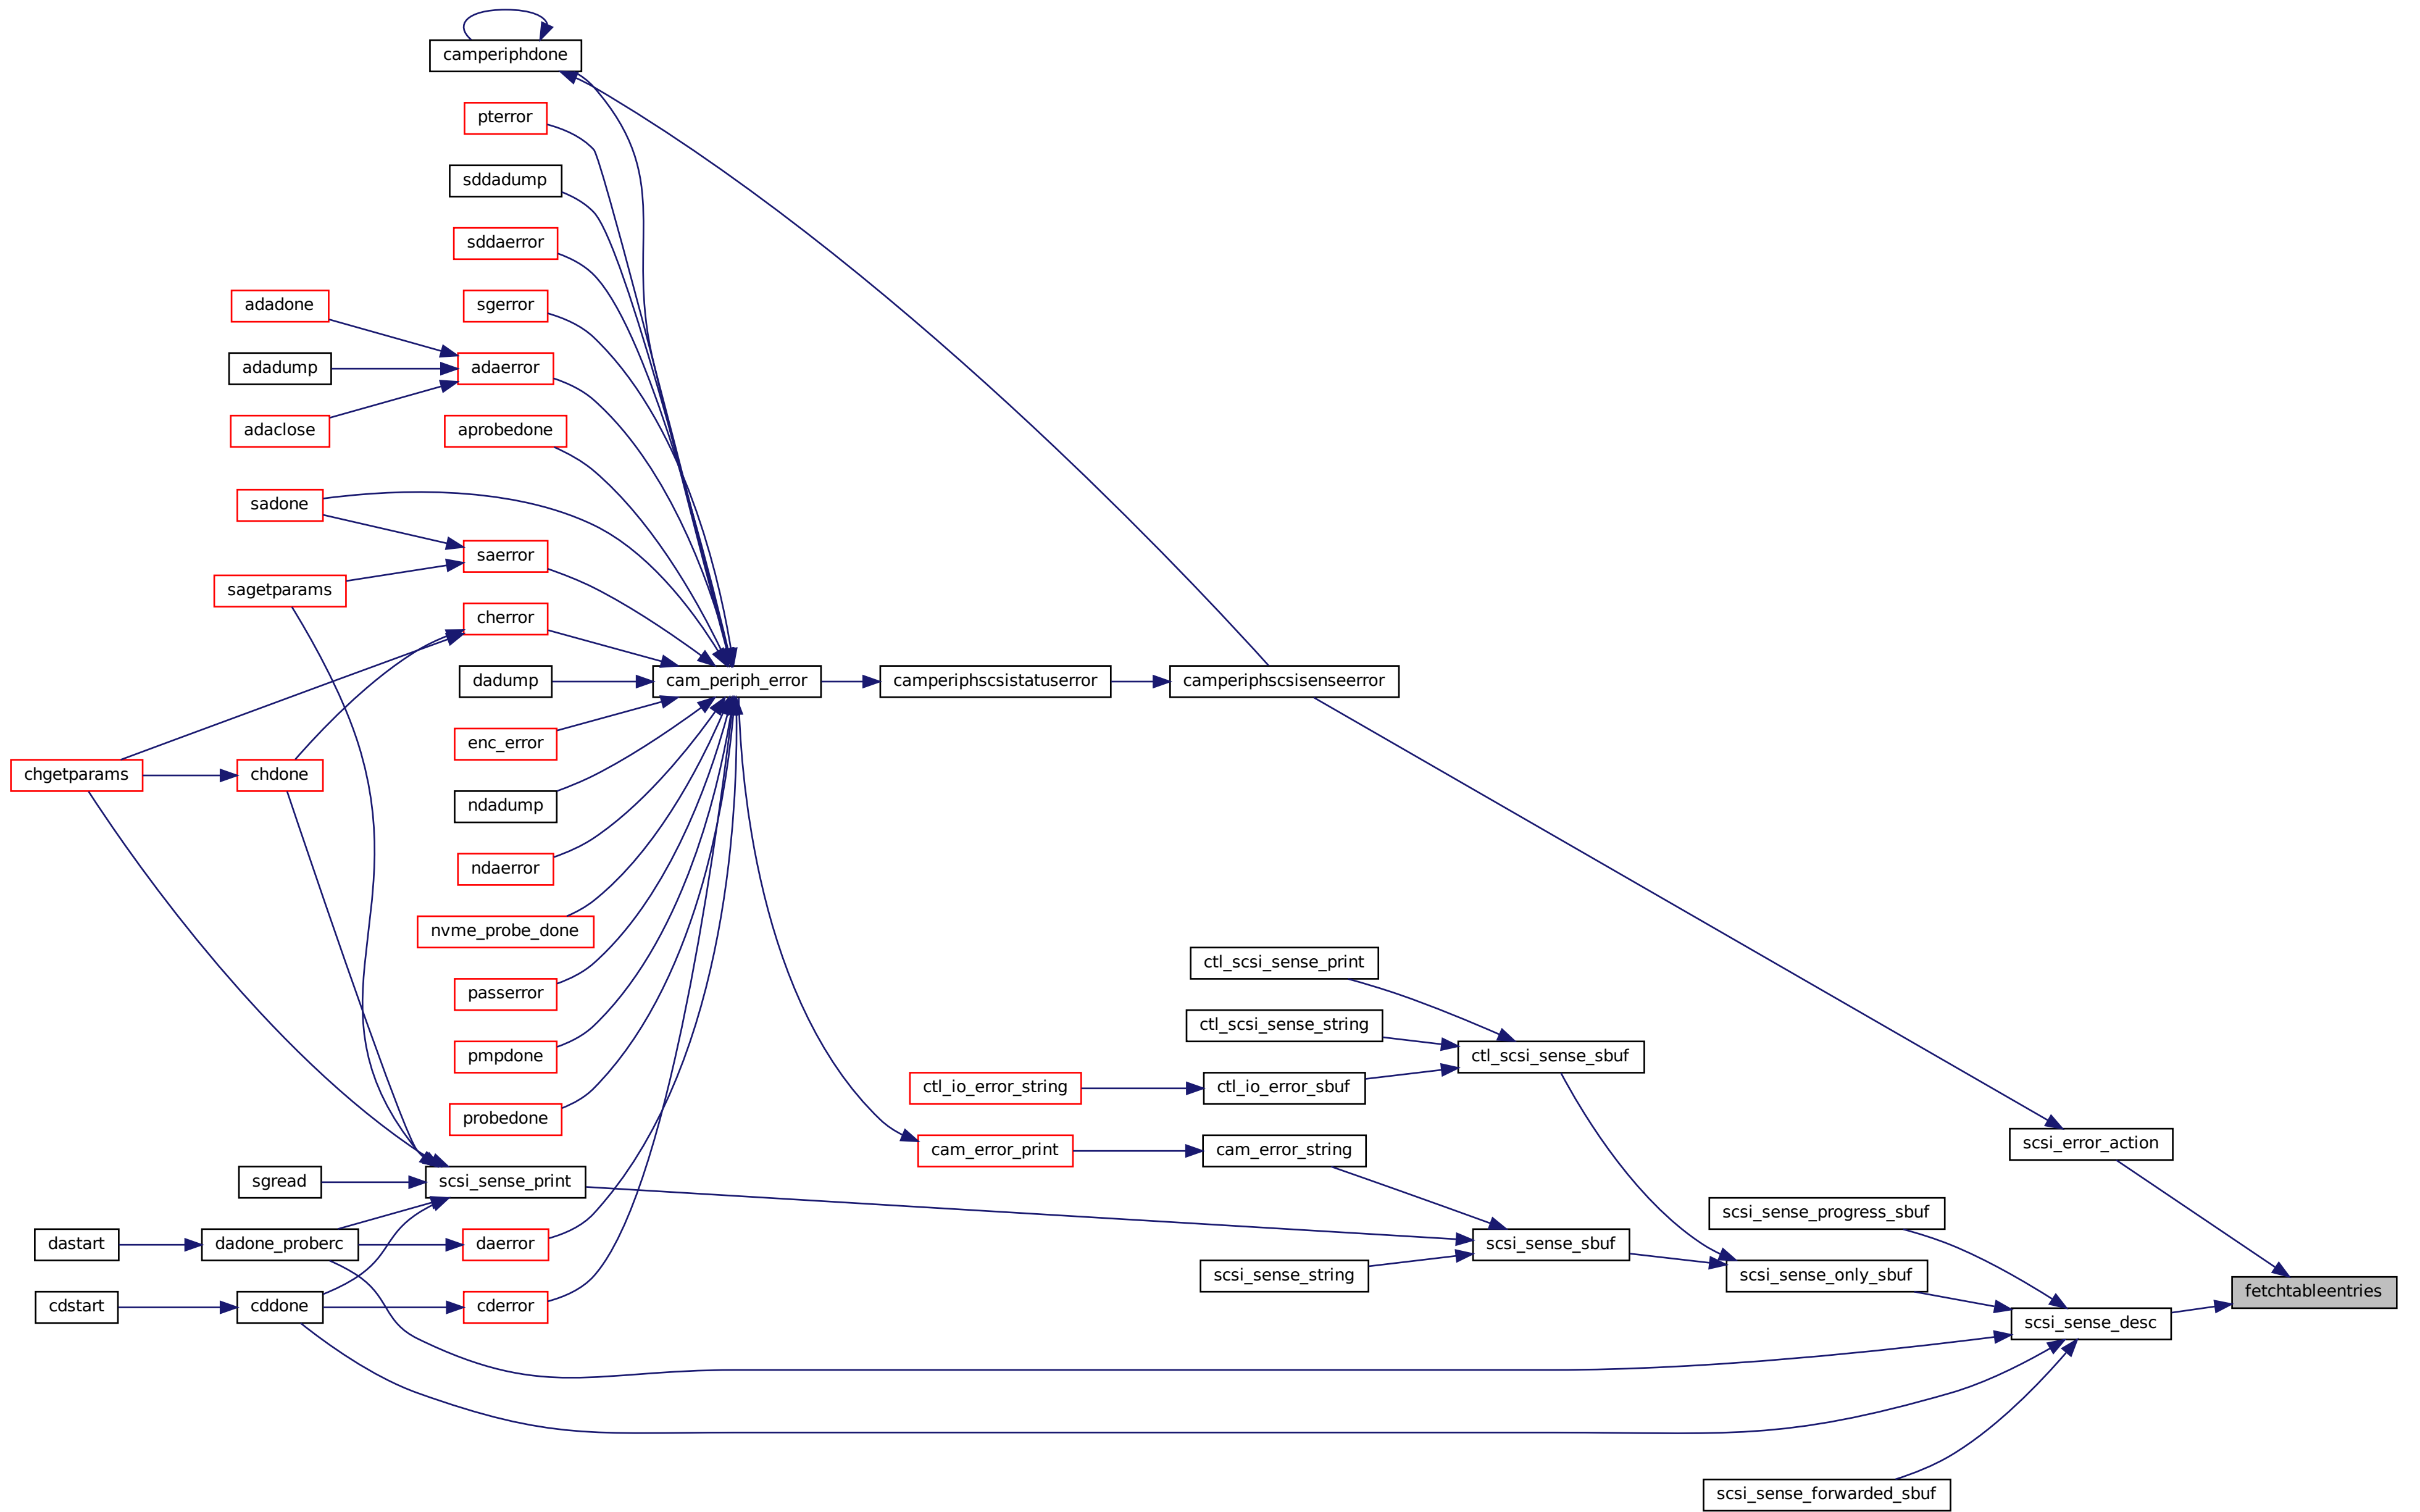 camperiphdone
pterror
sddadump
sddaerror
adadone
sgerror
adadump
adaerror
adaclose
aprobedone
sadone
saerror
sagetparams
cherror
dadump
cam_periph_error
camperiphscsistatuserror
camperiphscsisenseerror
enc_error
chgetparams
chdone
ndadump
ndaerror
nvme_probe_done
ctl_scsi_sense_print
passerror
ctl_scsi_sense_string
pmpdone
ctl_scsi_sense_sbuf
ctl_io_error_string
ctl_io_error_sbuf
probedone
cam_error_print
cam_error_string
scsi_error_action
sgread
scsi_sense_print
scsi_sense_progress_sbuf
dastart
dadone_proberc
daerror
scsi_sense_sbuf
scsi_sense_string
scsi_sense_only_sbuf
fetchtableentries
cdstart
cddone
cderror
scsi_sense_desc
scsi_sense_forwarded_sbuf